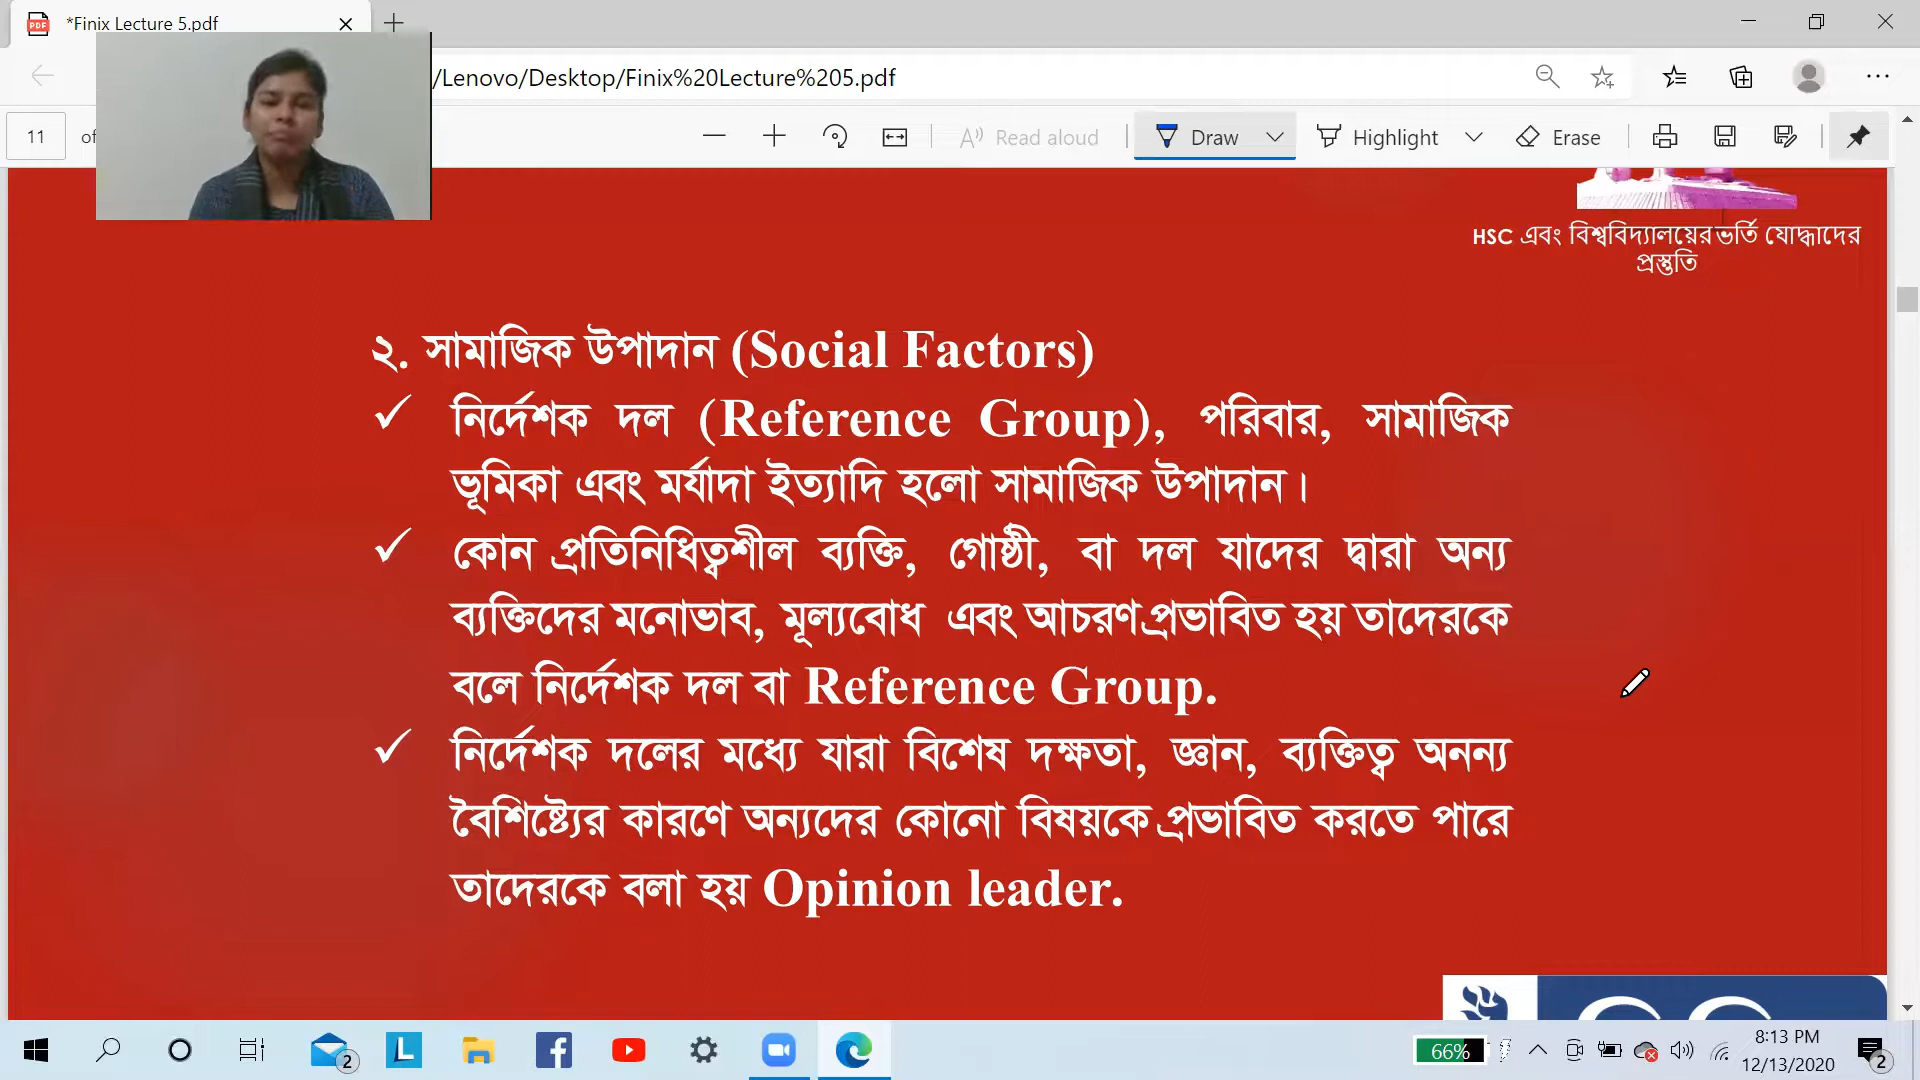 *Finix Lecture 5.pdf
/Lenovo/Desktop/Finix%20Lecture%205.pdf
11 of
Read aloud
Draw
Highlight
Erase
HSC এবং বিশ্ববিদ্যালয়ের ভর্তি যোদ্ধাদের
প্রস্তুতি
২. সামাজিক উপাদান (Social Factors)
✓ নির্দেশক দল (Reference Group), পরিবার, সামাজিক
ভূমিকা এবং মর্যাদা ইত্যাদি হলো সামাজিক উপাদান।
✓ কোন প্রতিনিধিত্বশীল ব্যক্তি, গোষ্ঠী, বা দল যাদের দ্বারা অন্য
ব্যক্তিদের মনোভাব, মূল্যবোধ এবং আচরণ প্রভাবিত হয় তাদেরকে
বলে নির্দেশক দল বা Reference Group.
✓ নির্দেশক দলের মধ্যে যারা বিশেষ দক্ষতা, জ্ঞান, ব্যক্তিত্ব অনন্য
বৈশিষ্ট্যের কারণে অন্যদের কোনো বিষয়কে প্রভাবিত করতে পারে
তাদেরকে বলা হয় Opinion leader.
2
L
66%
8:13 PM
12/13/2020
2